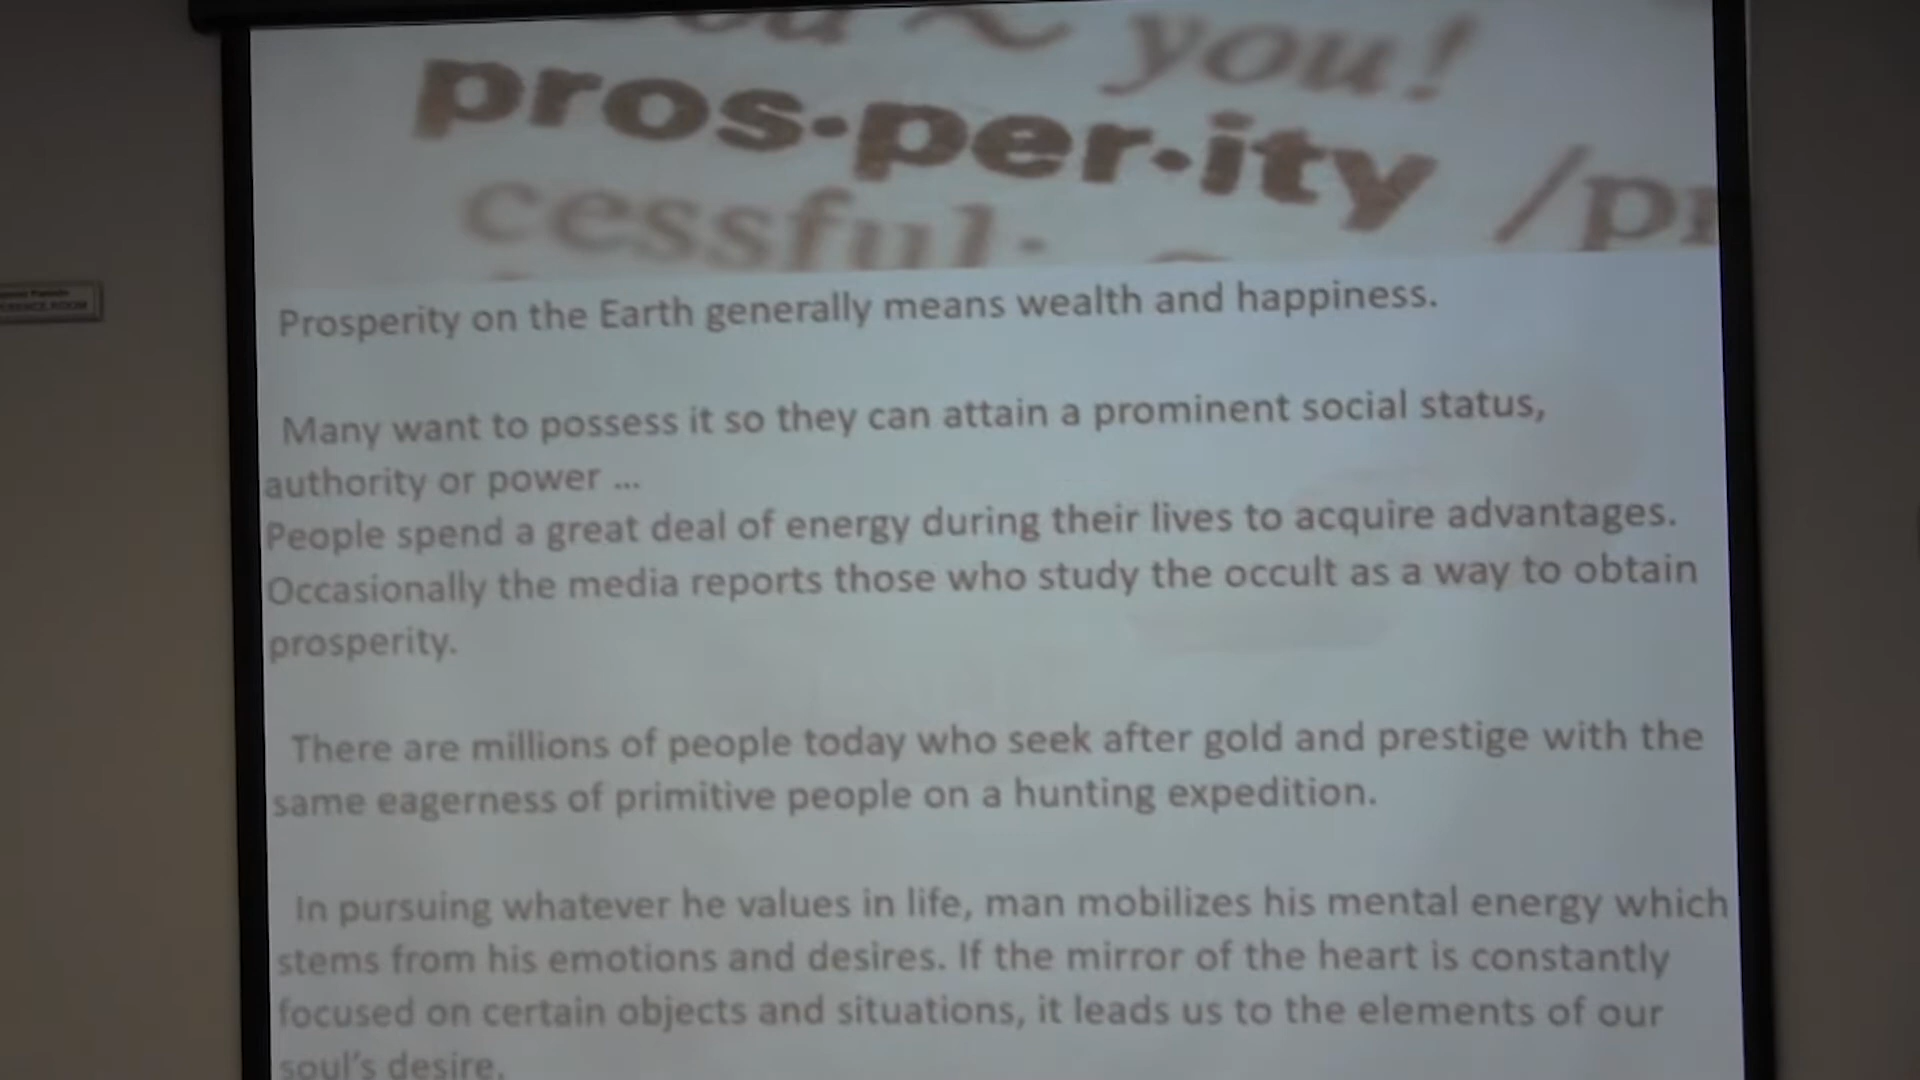 you!
pros·per·ity /pr
cessful.
Prosperity on the Earth generally means wealth and happiness.
Many want to possess it so they can attain a prominent social status,
authority or power ...
People spend a great deal of energy during their lives to acquire advantages.
Occasionally the media reports those who study the occult as a way to obtain
prosperity.
There are millions of people today who seek after gold and prestige with the
same eagerness of primitive people on a hunting expedition.
In pursuing whatever he values in life, man mobilizes his mental energy which
stems from his emotions and desires. If the mirror of the heart is constantly
focused on certain objects and situations, it leads us to the elements of our
soul's desire.